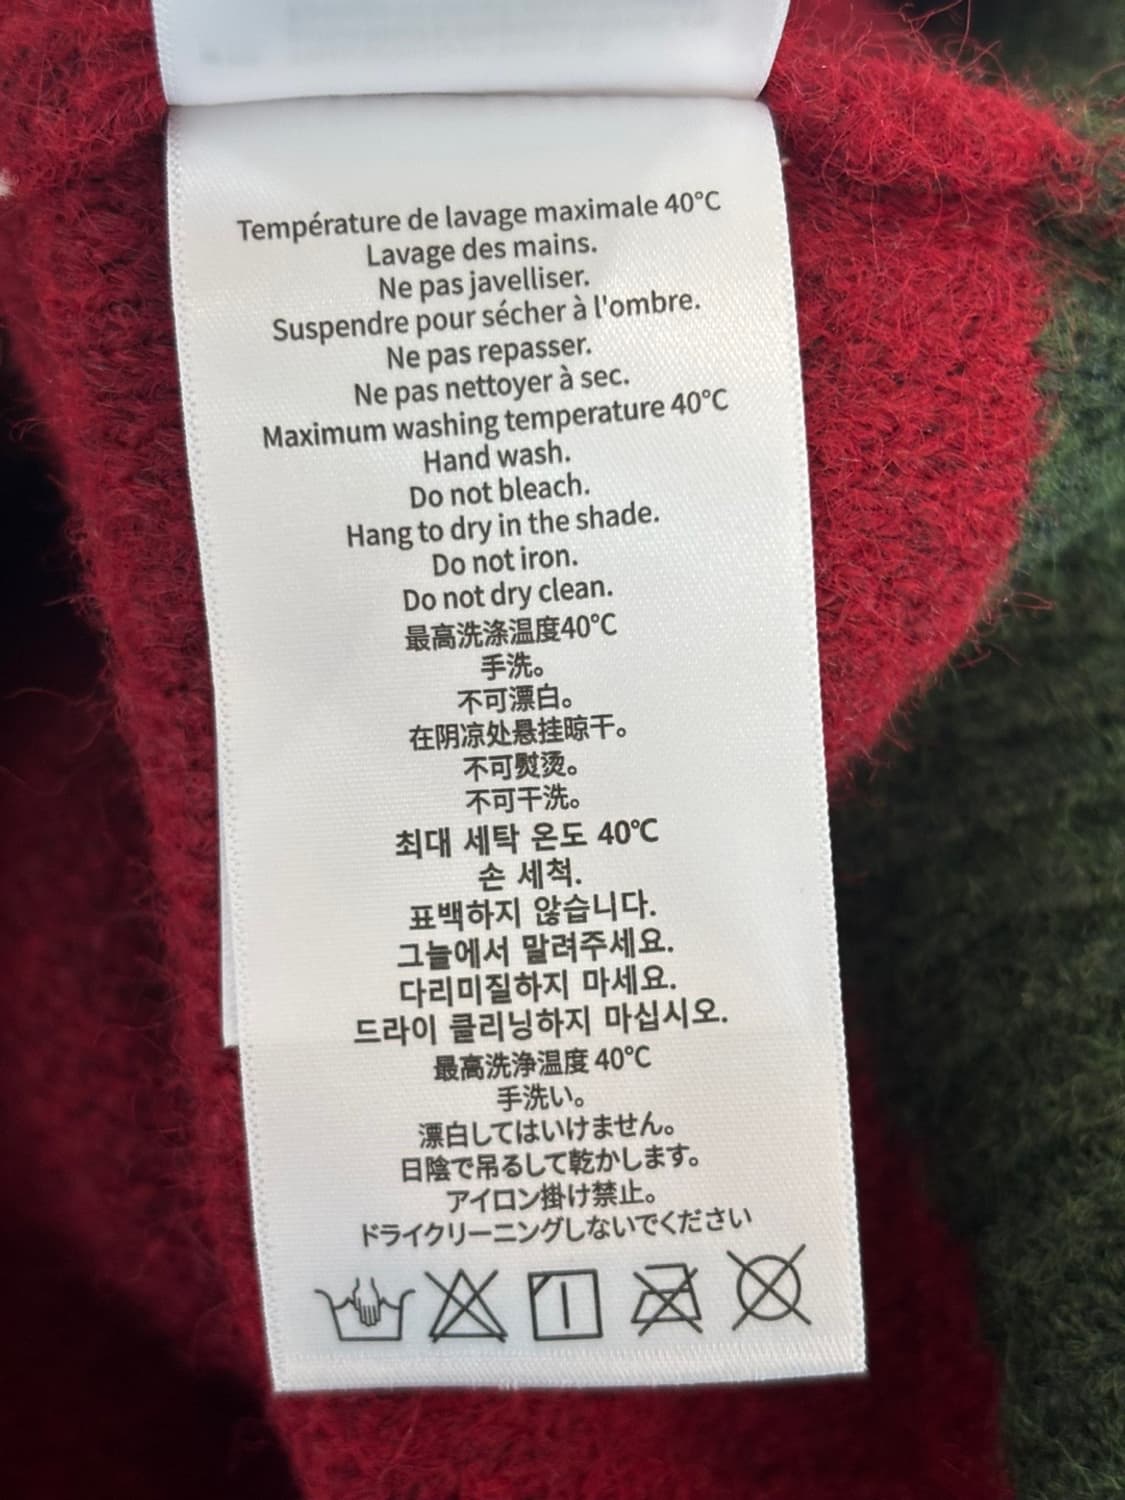 Température de lavage maximale 40°C
Lavage des mains.
Ne pas javelliser.
Suspendre pour sécher à l'ombre.
Ne pas repasser.
Ne pas nettoyer à sec.
Maximum washing temperature 40°C
Hand wash.
Do not bleach.
Hang to dry in the shade.
Do not iron.
Do not dry clean.
最高洗涤温度40°C
手洗。
不可漂白。
在阴凉处悬挂晾干。
不可熨烫。
不可干洗。
최대 세탁 온도 40℃
손 세척.
표백하지 않습니다.
그늘에서 말려주세요.
다리미질하지 마세요.
드라이 클리닝하지 마십시오.
最高洗浄温度 40℃
手洗い。
漂白してはいけません。
日陰で吊るして乾かします。
アイロン掛け禁止。
ドライクリーニングしないでください